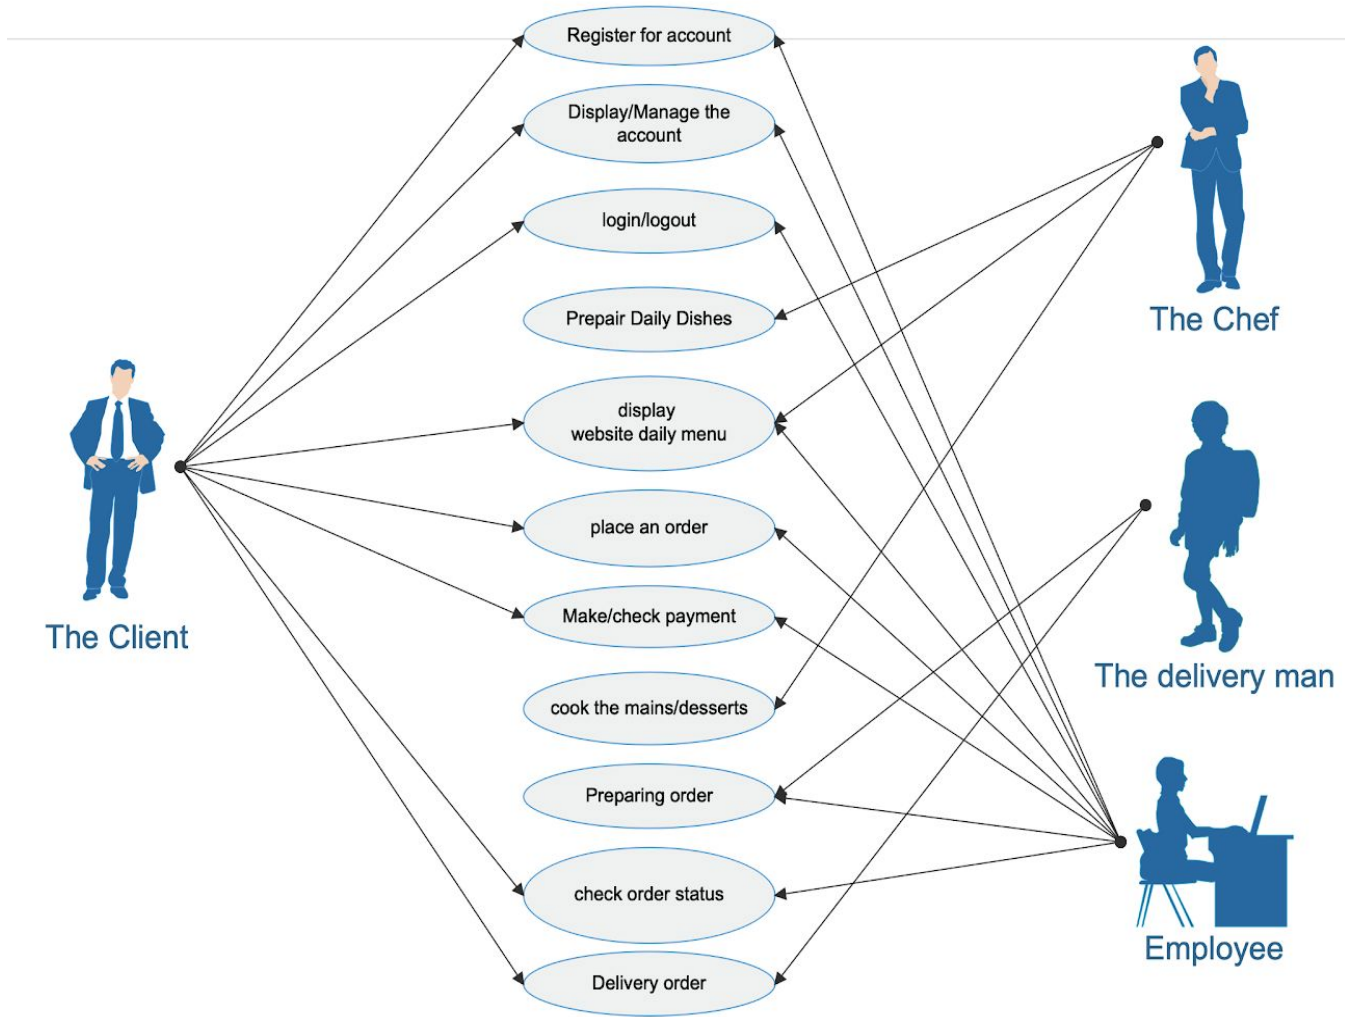 Register for account
Display/Manage the
account
login/logout
Prepair Daily Dishes
The Chef
display
website daily menu
place an order
Make/check payment
The Client
The delivery man
cook the mains/desserts
Preparing order
check order status
Employee
Delivery order